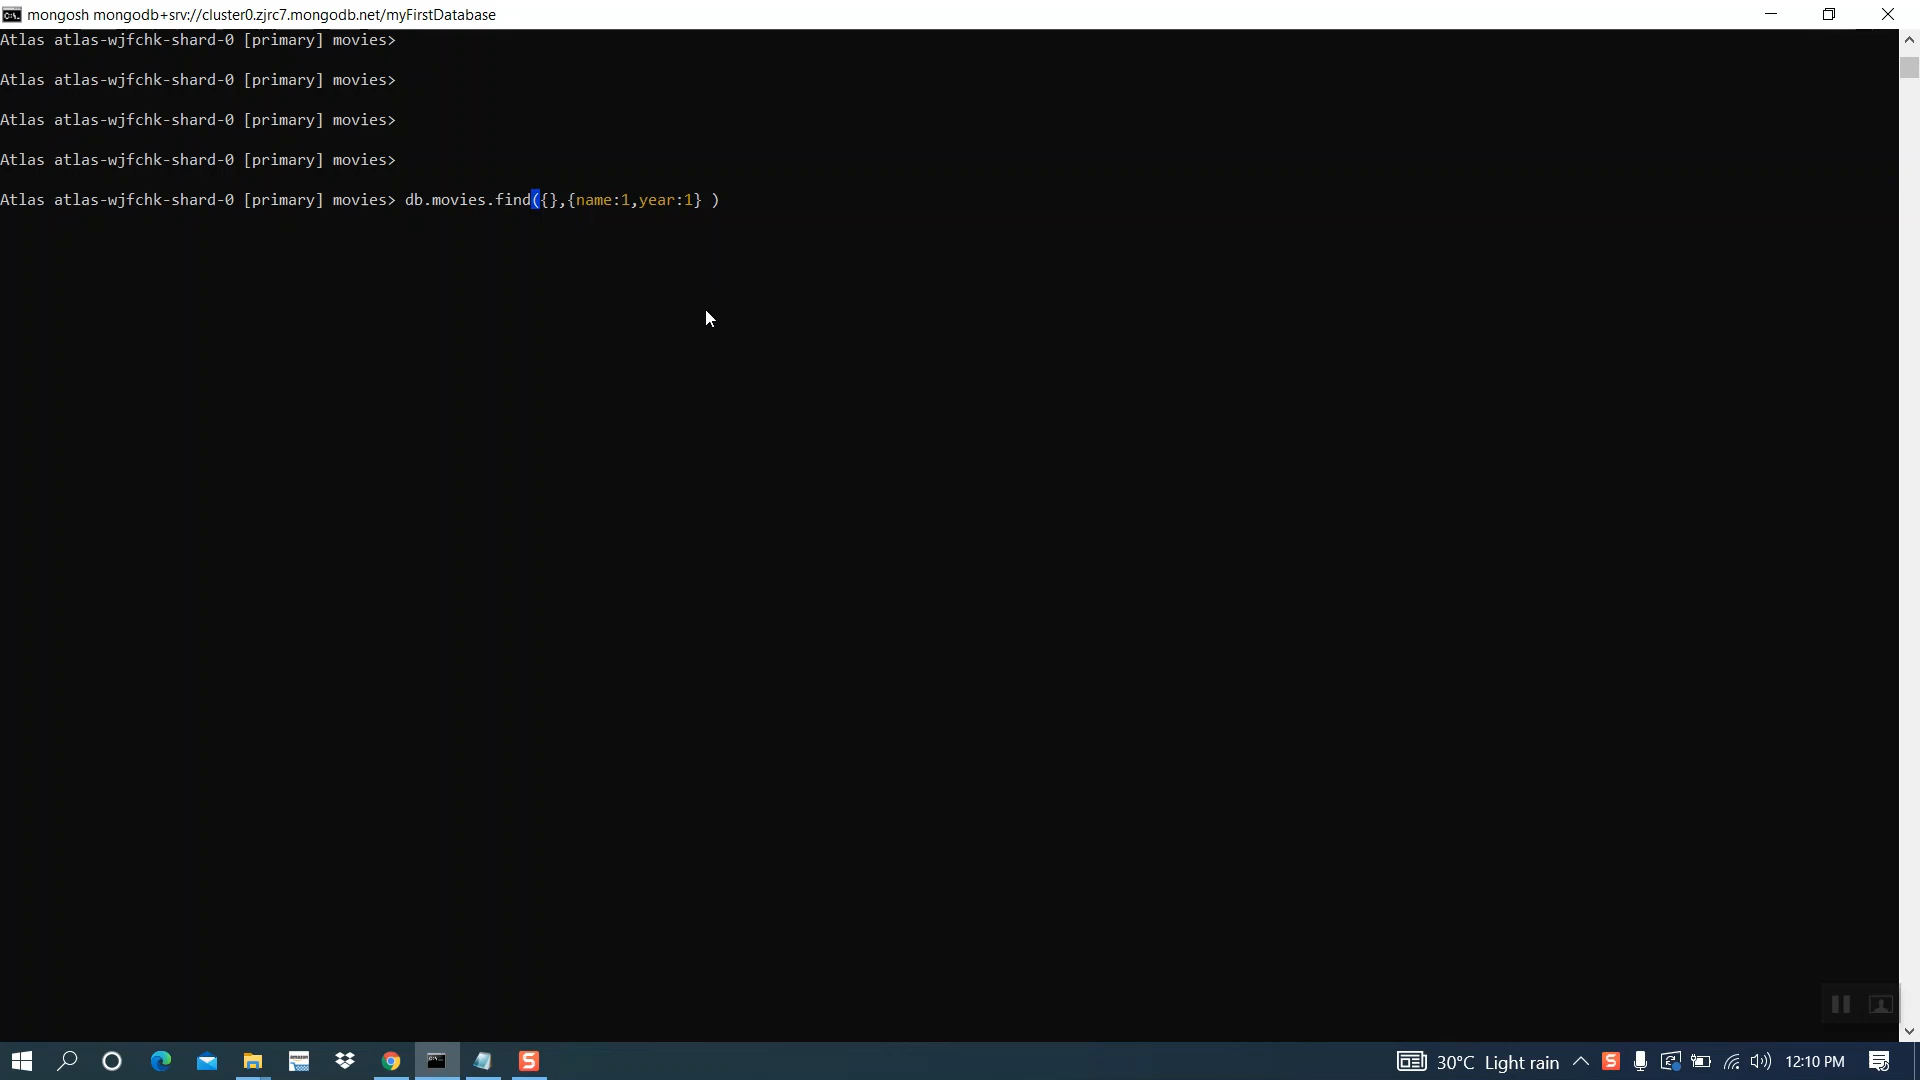 mongosh mongodb+srv://cluster0.zjrc7.mongodb.net/myFirstDatabase
Atlas atlas-wjfchk-shard-0 [primary] movies>
Atlas atlas-wjfchk-shard-0 [primary] movies>
Atlas atlas-wjfchk-shard-0 [primary] movies>
Atlas atlas-wjfchk-shard-0 [primary] movies>
Atlas atlas-wjfchk-shard-0 [primary] movies> db.movies.find({},{name:1,year:1} )
30°C Light rain 12:10 PM